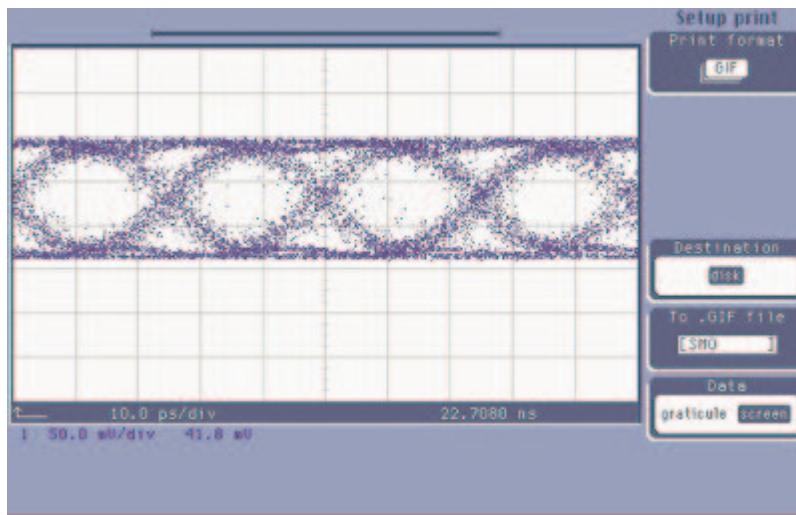 Setup print
Print format
GIF
Destination
disk
To .GIF file
[SMO ]
Data
graticule screen
10.0 ps/div 22.7080 ns
1 50.0 mV/div 41.8 mV